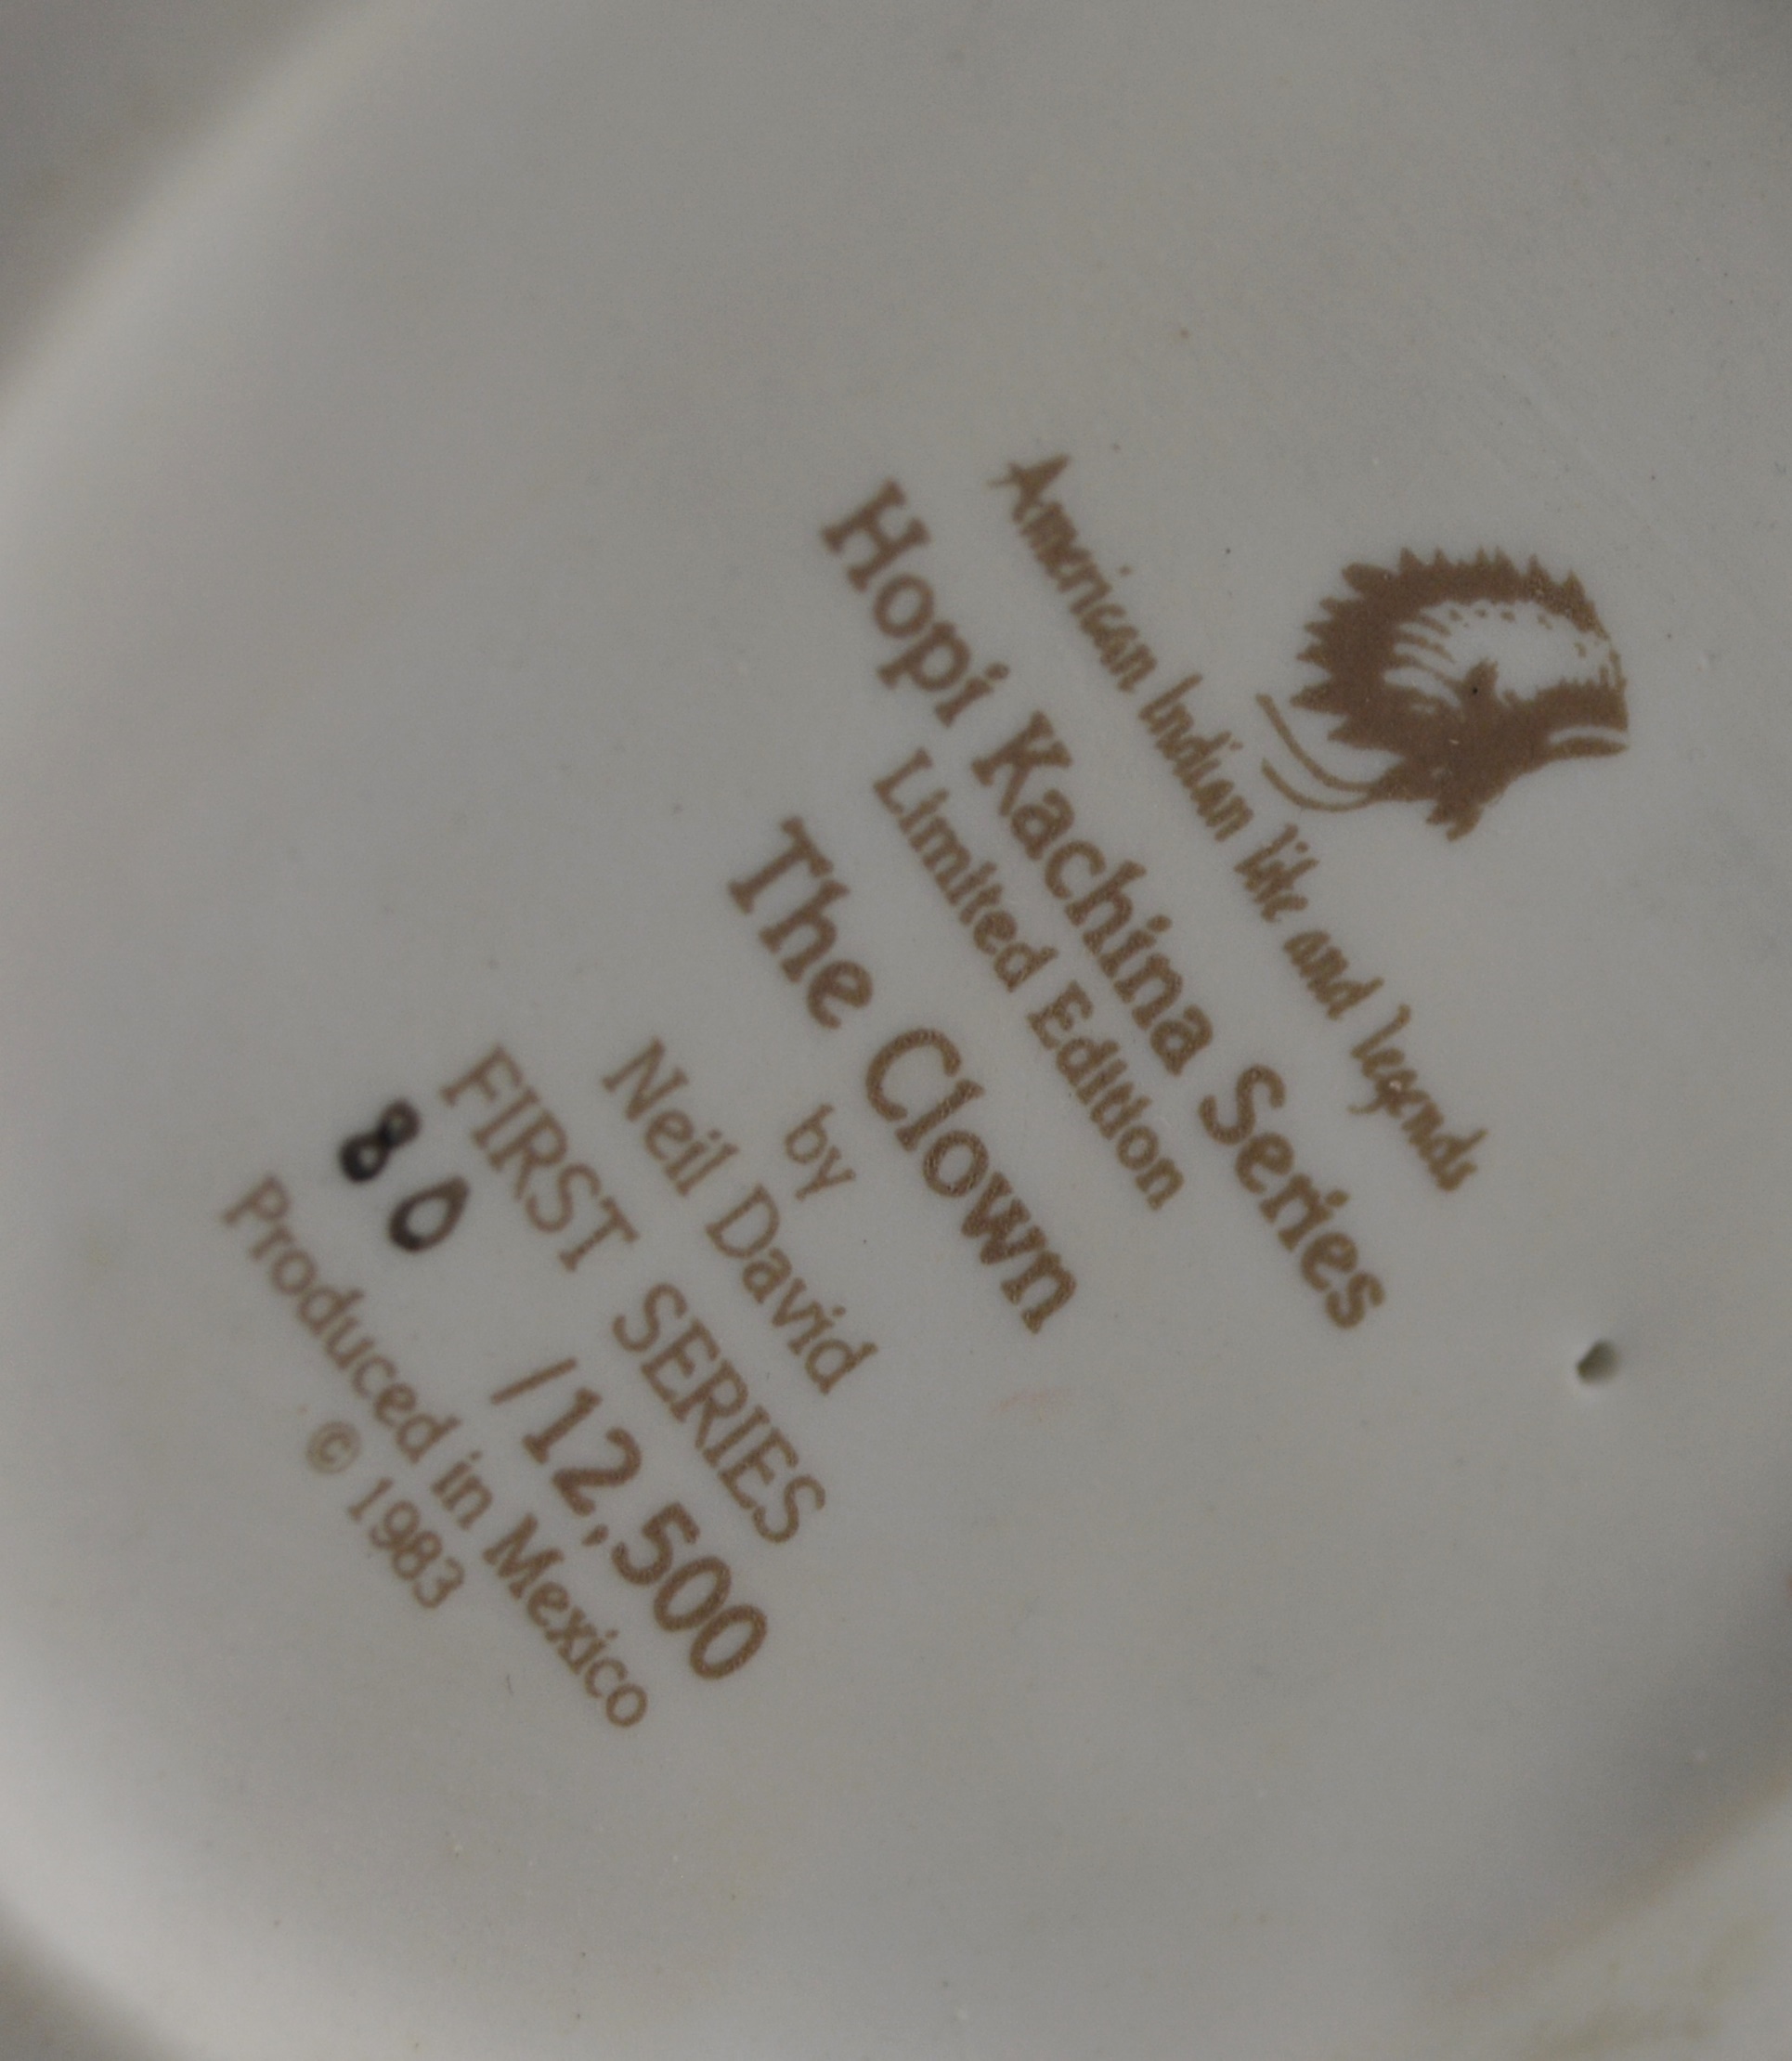 American Indian life and legends
Hopi Kachina Series
Limited Edition
The Clown
by
Neil David
FIRST SERIES
80 /12,500
Produced in Mexico
© 1983